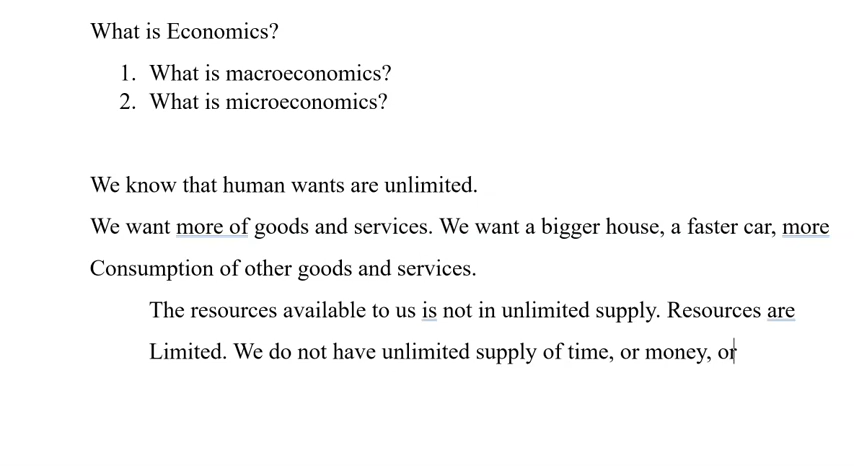 What is Economics?
1. What is macroeconomics?
2. What is microeconomics?
We know that human wants are unlimited.
We want more of goods and services. We want a bigger house, a faster car, more
Consumption of other goods and services.
The resources available to us is not in unlimited supply. Resources are
Limited. We do not have unlimited supply of time, or money, or